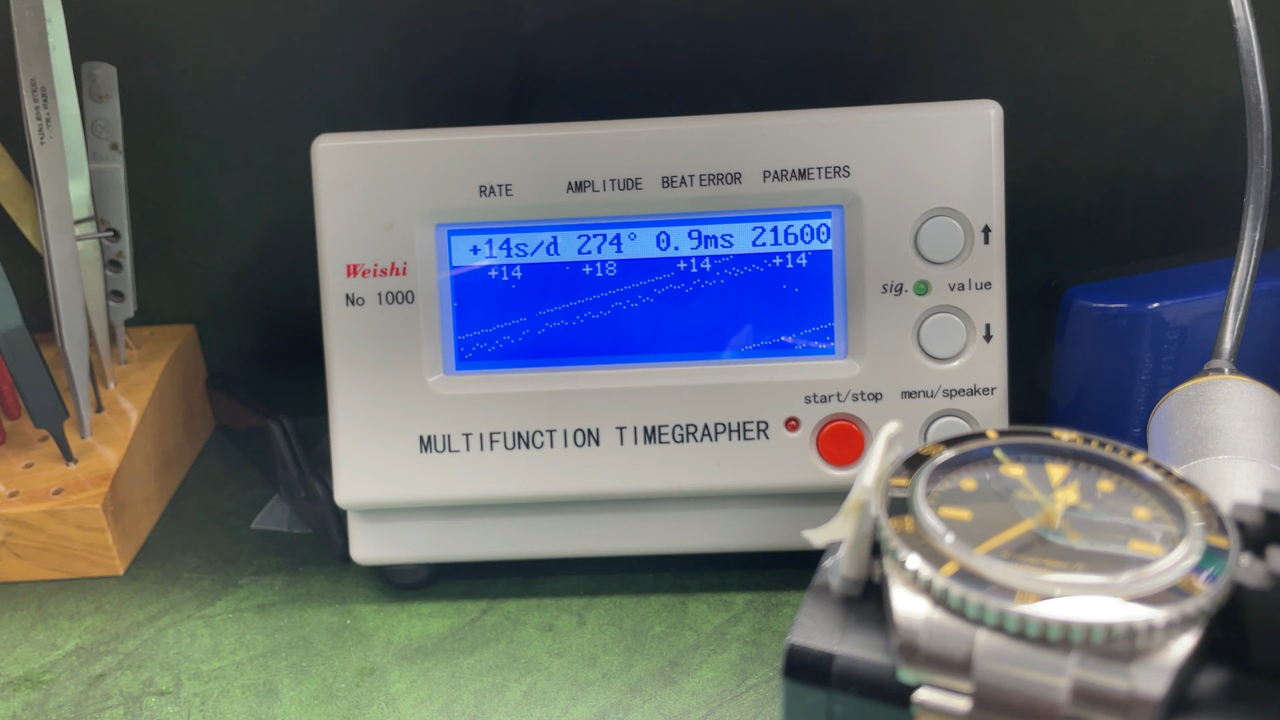 RATE AMPLITUDE BEAT ERROR PARAMETERS
+14s/d 274° 0.9ms 21600
+14 +18 +14 +14
Weishi
No 1000
sig. value
start/stop menu/speaker
MULTIFUNCTION TIMEGRAPHER